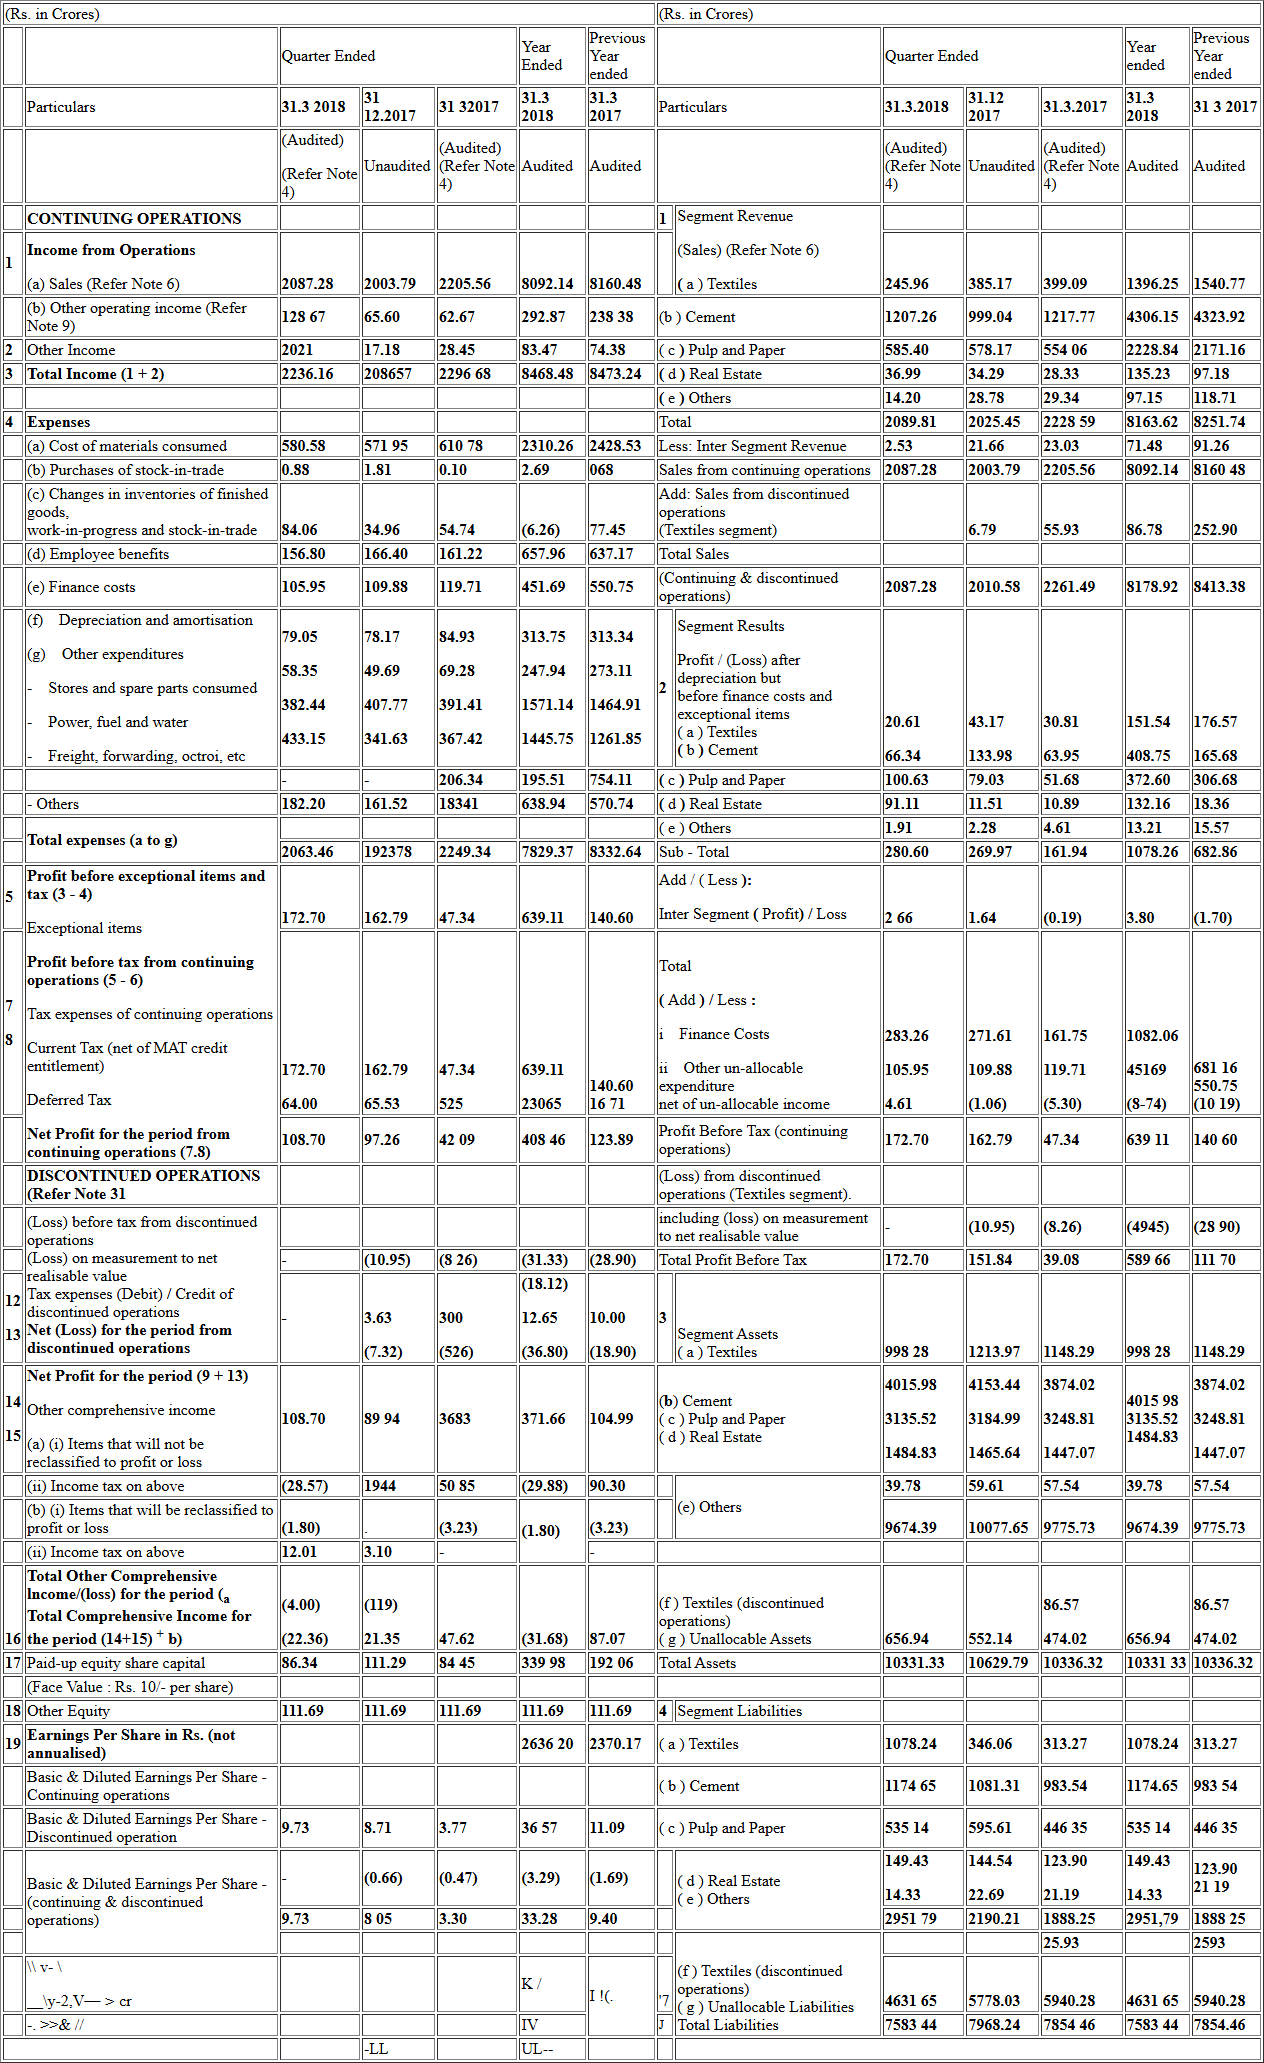 (Rs. in Crores) (Rs. in Crores)
Quarter Ended Year Ended Previous Year ended Quarter Ended Year ended Previous Year ended
Particulars 31.3 2018 31 12.2017 31 32017 31.3 2018 31.3 2017 Particulars 31.3.2018 31.12 2017 31.3.2017 31.3 2018 31 3 2017
(Audited) (Refer Note 4) Unaudited (Audited) (Refer Note 4) Audited Audited (Audited) (Refer Note 4) Unaudited (Audited) (Refer Note 4) Audited Audited
CONTINUING OPERATIONS 1 Segment Revenue
1 Income from Operations (Sales) (Refer Note 6)
(a) Sales (Refer Note 6) 2087.28 2003.79 2205.56 8092.14 8160.48 ( a ) Textiles 245.96 385.17 399.09 1396.25 1540.77
(b) Other operating income (Refer Note 9) 128 67 65.60 62.67 292.87 238 38 (b ) Cement 1207.26 999.04 1217.77 4306.15 4323.92
2 Other Income 2021 17.18 28.45 83.47 74.38 ( c ) Pulp and Paper 585.40 578.17 554 06 2228.84 2171.16
3 Total Income (1 + 2) 2236.16 208657 2296 68 8468.48 8473.24 ( d ) Real Estate 36.99 34.29 28.33 135.23 97.18
( e ) Others 14.20 28.78 29.34 97.15 118.71
4 Expenses Total 2089.81 2025.45 2228 59 8163.62 8251.74
(a) Cost of materials consumed 580.58 571 95 610 78 2310.26 2428.53 Less: Inter Segment Revenue 2.53 21.66 23.03 71.48 91.26
(b) Purchases of stock-in-trade 0.88 1.81 0.10 2.69 068 Sales from continuing operations 2087.28 2003.79 2205.56 8092.14 8160 48
(c) Changes in inventories of finished goods, work-in-progress and stock-in-trade 84.06 34.96 54.74 (6.26) 77.45 Add: Sales from discontinued operations (Textiles segment) 6.79 55.93 86.78 252.90
(d) Employee benefits 156.80 166.40 161.22 657.96 637.17 Total Sales
(e) Finance costs 105.95 109.88 119.71 451.69 550.75 (Continuing & discontinued operations) 2087.28 2010.58 2261.49 8178.92 8413.38
(f) Depreciation and amortisation 79.05 78.17 84.93 313.75 313.34 2 Segment Results
(g) Other expenditures 58.35 49.69 69.28 247.94 273.11 Profit / (Loss) after depreciation but
- Stores and spare parts consumed 382.44 407.77 391.41 1571.14 1464.91 before finance costs and exceptional items
- Power, fuel and water 433.15 341.63 367.42 1445.75 1261.85 ( a ) Textiles 20.61 43.17 30.81 151.54 176.57
- Freight, forwarding, octroi, etc ( b ) Cement 66.34 133.98 63.95 408.75 165.68
- - 206.34 195.51 754.11 ( c ) Pulp and Paper 100.63 79.03 51.68 372.60 306.68
- Others 182.20 161.52 18341 638.94 570.74 ( d ) Real Estate 91.11 11.51 10.89 132.16 18.36
( e ) Others 1.91 2.28 4.61 13.21 15.57
Total expenses (a to g) 2063.46 192378 2249.34 7829.37 8332.64 Sub - Total 280.60 269.97 161.94 1078.26 682.86
5 Profit before exceptional items and tax (3 - 4) Add / ( Less ):
Exceptional items 172.70 162.79 47.34 639.11 140.60 Inter Segment ( Profit) / Loss 2 66 1.64 (0.19) 3.80 (1.70)
Profit before tax from continuing operations (5 - 6) Total
7 Tax expenses of continuing operations ( Add ) / Less :
8 Current Tax (net of MAT credit entitlement) i Finance Costs 283.26 271.61 161.75 1082.06
172.70 162.79 47.34 639.11 140.60 ii Other un-allocable expenditure 105.95 109.88 119.71 45169 681 16 550.75
Deferred Tax 64.00 65.53 525 23065 16 71 net of un-allocable income 4.61 (1.06) (5.30) (8-74) (10 19)
Net Profit for the period from continuing operations (7.8) 108.70 97.26 42 09 408 46 123.89 Profit Before Tax (continuing operations) 172.70 162.79 47.34 639 11 140 60
DISCONTINUED OPERATIONS (Refer Note 31 (Loss) from discontinued operations (Textiles segment).
(Loss) before tax from discontinued operations including (loss) on measurement to net realisable value - (10.95) (8.26) (4945) (28 90)
(Loss) on measurement to net realisable value - (10.95) (8 26) (31.33) (28.90) Total Profit Before Tax 172.70 151.84 39.08 589 66 111 70
(18.12)
12 Tax expenses (Debit) / Credit of discontinued operations - 3.63 300 12.65 10.00 3 Segment Assets
13 Net (Loss) for the period from discontinued operations (7.32) (526) (36.80) (18.90) ( a ) Textiles 998 28 1213.97 1148.29 998 28 1148.29
Net Profit for the period (9 + 13) (b) Cement 4015.98 4153.44 3874.02 4015 98 3874.02
14 Other comprehensive income 108.70 89 94 3683 371.66 104.99 ( c ) Pulp and Paper 3135.52 3184.99 3248.81 3135.52 3248.81
15 (a) (i) Items that will not be reclassified to profit or loss ( d ) Real Estate 1484.83 1465.64 1447.07 1484.83 1447.07
(ii) Income tax on above (28.57) 1944 50 85 (29.88) 90.30 (e) Others 39.78 59.61 57.54 39.78 57.54
(b) (i) Items that will be reclassified to profit or loss (1.80) . (3.23) (1.80) (3.23) 9674.39 10077.65 9775.73 9674.39 9775.73
(ii) Income tax on above 12.01 3.10 - -
Total Other Comprehensive lncome/(loss) for the period (a (4.00) (119) (f ) Textiles (discontinued operations) 86.57 86.57
16 Total Comprehensive Income for the period (14+15) + b) (22.36) 21.35 47.62 (31.68) 87.07 ( g ) Unallocable Assets 656.94 552.14 474.02 656.94 474.02
17 Paid-up equity share capital 86.34 111.29 84 45 339 98 192 06 Total Assets 10331.33 10629.79 10336.32 10331 33 10336.32
(Face Value : Rs. 10/- per share)
18 Other Equity 111.69 111.69 111.69 111.69 111.69 4 Segment Liabilities
19 Earnings Per Share in Rs. (not annualised) 2636 20 2370.17 ( a ) Textiles 1078.24 346.06 313.27 1078.24 313.27
Basic & Diluted Earnings Per Share - Continuing operations ( b ) Cement 1174 65 1081.31 983.54 1174.65 983 54
Basic & Diluted Earnings Per Share - Discontinued operation 9.73 8.71 3.77 36 57 11.09 ( c ) Pulp and Paper 535 14 595.61 446 35 535 14 446 35
Basic & Diluted Earnings Per Share - (continuing & discontinued operations) - (0.66) (0.47) (3.29) (1.69) ( d ) Real Estate 149.43 144.54 123.90 149.43 123.90
( e ) Others 14.33 22.69 21.19 14.33 21 19
9.73 8 05 3.30 33.28 9.40 2951 79 2190.21 1888.25 2951,79 1888 25
25.93 2593
\\ v- \ K / I !(. (f ) Textiles (discontinued operations)
__\y-2,V— > cr '7 ( g ) Unallocable Liabilities 4631 65 5778.03 5940.28 4631 65 5940.28
-. >>& // IV J Total Liabilities 7583 44 7968.24 7854 46 7583 44 7854.46
-LL UL--